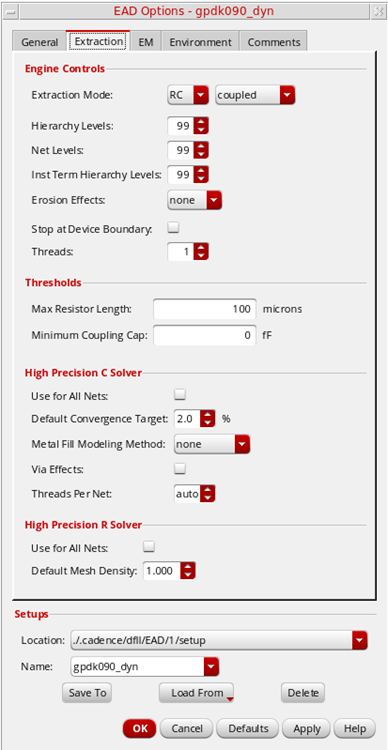 EAD Options - gpdk090_dyn
General Extraction EM Environment Comments
Engine Controls
Extraction Mode: RC coupled
Hierarchy Levels: 99
Net Levels: 99
Inst Term Hierarchy Levels: 99
Erosion Effects: none
Stop at Device Boundary:
Threads: 1
Thresholds
Max Resistor Length: 100 microns
Minimum Coupling Cap: 0 fF
High Precision C Solver
Use for All Nets:
Default Convergence Target: 2.0 %
Metal Fill Modeling Method: none
Via Effects:
Threads Per Net: auto
High Precision R Solver
Use for All Nets:
Default Mesh Density: 1.000
Setups
Location: ./.cadence/dfII/EAD/1/setup
Name: gpdk090_dyn
Save To Load From Delete
OK Cancel Defaults Apply Help